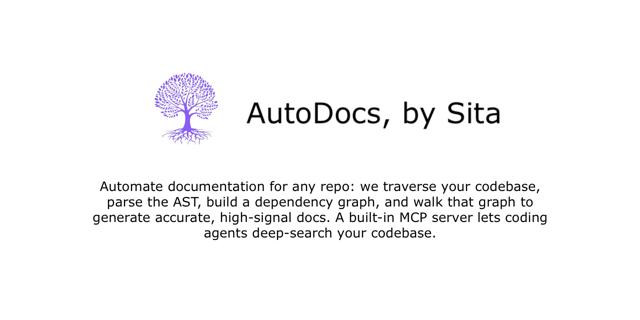 AutoDocs, by Sita
Automate documentation for any repo: we traverse your codebase,
parse the AST, build a dependency graph, and walk that graph to
generate accurate, high-signal docs. A built-in MCP server lets coding
agents deep-search your codebase.